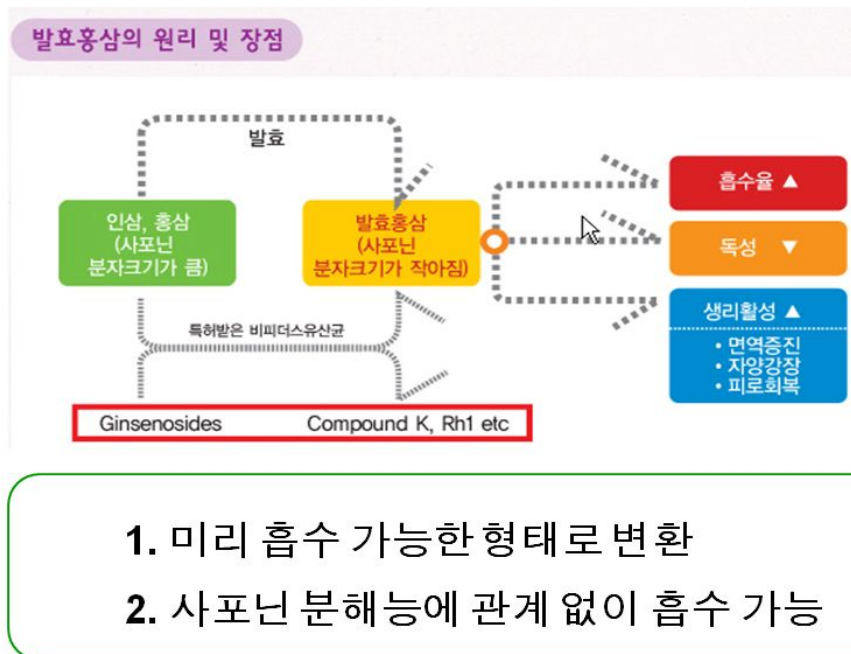 발효홍삼의 원리 및 장점
발효
인삼, 홍삼
(사포닌
분자크기가 큼)
발효홍삼
(사포닌
분자크기가 작아짐)
흡수율 ▲
독성 ▼
생리활성 ▲
• 면역증진
• 자양강장
• 피로회복
특허받은 비피더스유산균
Ginsenosides
Compound K, Rh1 etc
1. 미리 흡수 가능한 형태로 변환
2. 사포닌 분해능에 관계 없이 흡수 가능